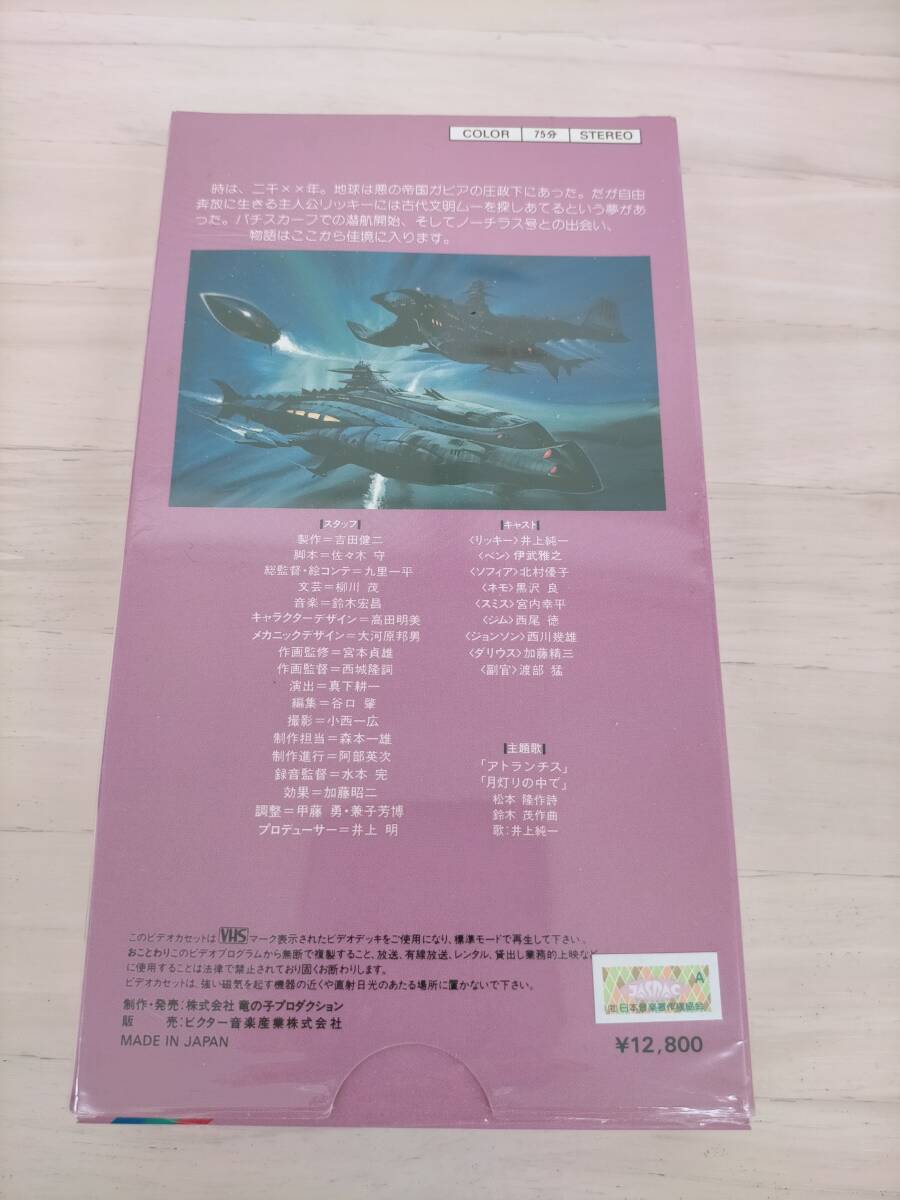 COLOR 75分 STEREO
時は、二千××年。地球は悪の帝国ガビアの圧政下にあった。だが自由
奔放に生きる主人公リッキーには古代文明ムーを探しあてるという夢があ
った。バチスカーフでの潜航開始、そしてノーチラス号との出会い、
物語はここから佳境に入ります。
スタッフ
製作=吉田健二
脚本=佐々木 守
総監督・絵コンテ=九里一平
文芸=柳川 茂
音楽=鈴木宏昌
キャラクターデザイン=高田明美
メカニックデザイン=大河原邦男
作画監修=宮本貞雄
作画監督=西城隆詞
演出=真下耕一
編集=谷口 肇
撮影=小西一広
制作担当=森本一雄
制作進行=阿部英次
録音監督=水本 完
効果=加藤昭二
調整=甲藤 勇・兼子芳博
プロデューサー=井上 明
キャスト
〈リッキー〉井上純一
〈ベン〉伊武雅之
〈ソフィア〉北村優子
〈ネモ〉黒沢 良
〈スミス〉宮内幸平
〈ジム〉西尾 徳
〈ジョンソン〉西川幾雄
〈ダリウス〉加藤精三
〈副官〉渡部 猛
主題歌
「アトランチス」
「月灯りの中で」
松本 隆作詩
鈴木 茂作曲
歌:井上純一
このビデオカセットは VHS マーク表示されたビデオデッキをご使用になり、標準モードで再生して下さい。
おことわりこのビデオプログラムから無断で複製すること、放送、有線放送、レンタル、貸出し業務的上映など
に使用することは法律で禁止されており固くお断わりします。
ビデオカセットは、強い磁気を起す機器の近くや直射日光のあたる場所に置かないで下さい。
制作・発売:株式会社 竜の子プロダクション
販 売:ビクター音楽産業株式会社
MADE IN JAPAN
A
JASRAC
㈳日本音楽著作権協会
¥12,800